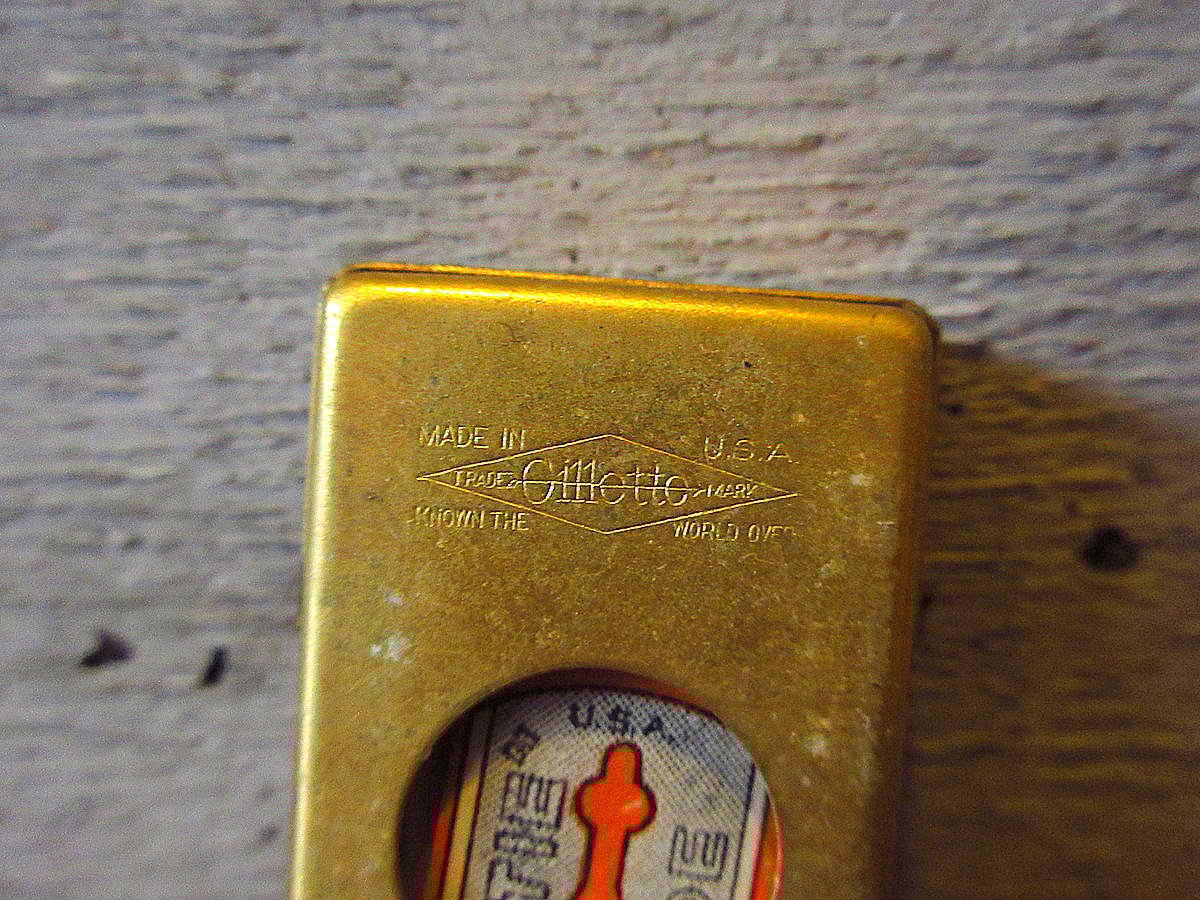 MADE IN U.S.A.
TRADE Gillette MARK
KNOWN THE WORLD OVER
U.S.A.